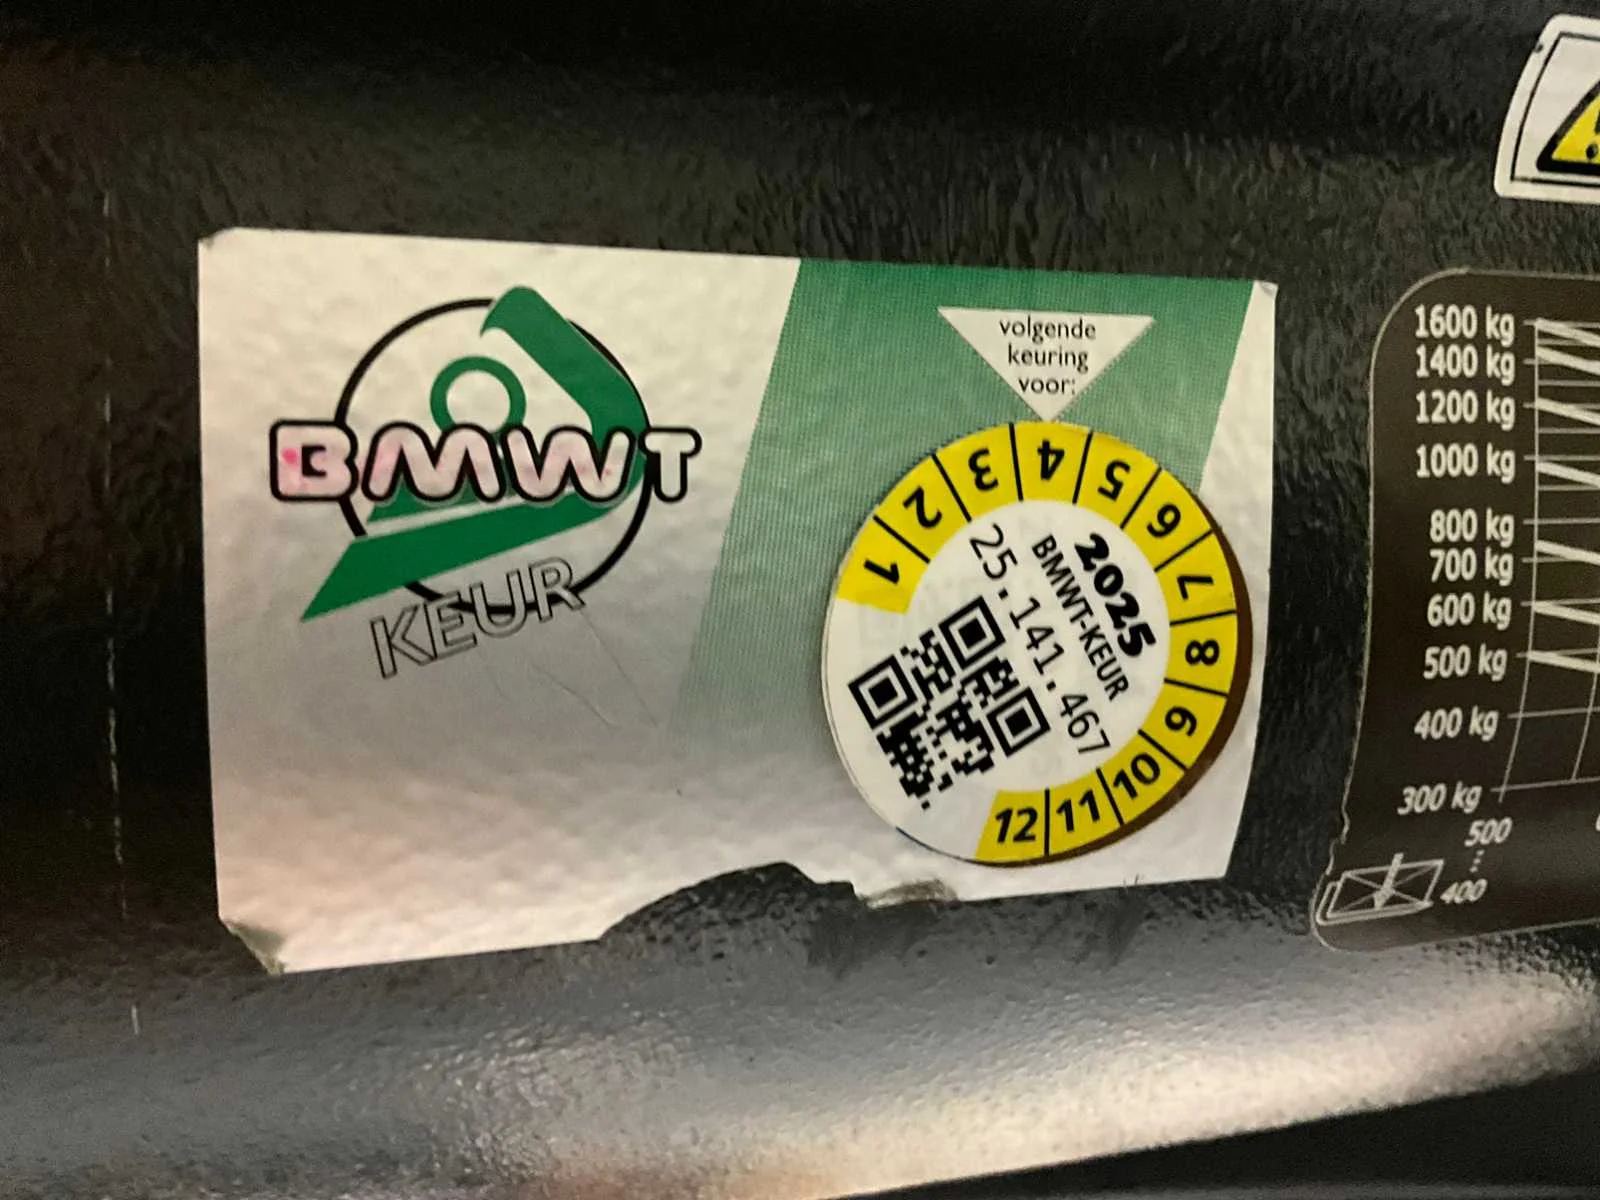 BMWT
KEUR
volgende
keuring
voor:
1 2 3 4 5 6 7 8 9 10 11 12
2025
BMWT-KEUR
25.141.467
1600 kg
1400 kg
1200 kg
1000 kg
800 kg
700 kg
600 kg
500 kg
400 kg
300 kg
500
400